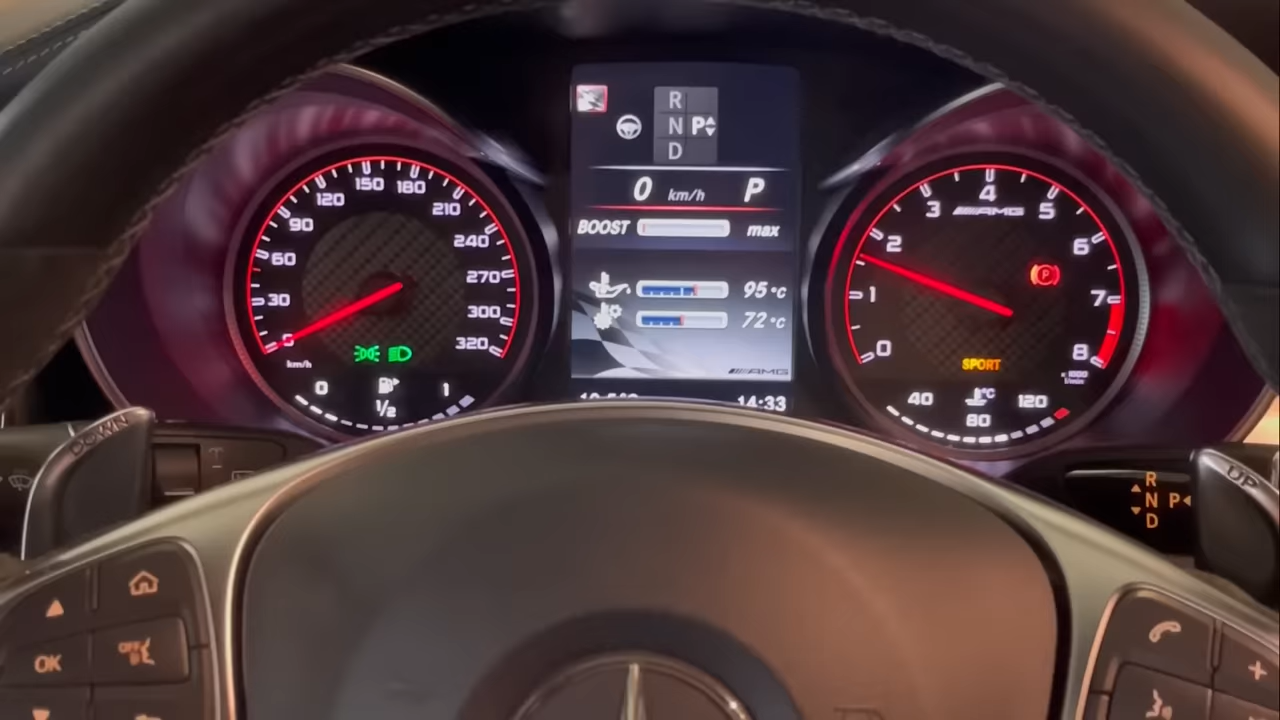 R
N P
D
0 km/h P
BOOST max
95 °C
72 °C
AMG
14:33
0
30
60
90
120
150
180
210
240
270
300
320
km/h
0 1/2 1
0
1
2
3
4
5
6
7
8
AMG
(P)
SPORT
x 1000
1/min
40 °C 120
80
DOWN
UP
R
N P
D
OK
OFF
+